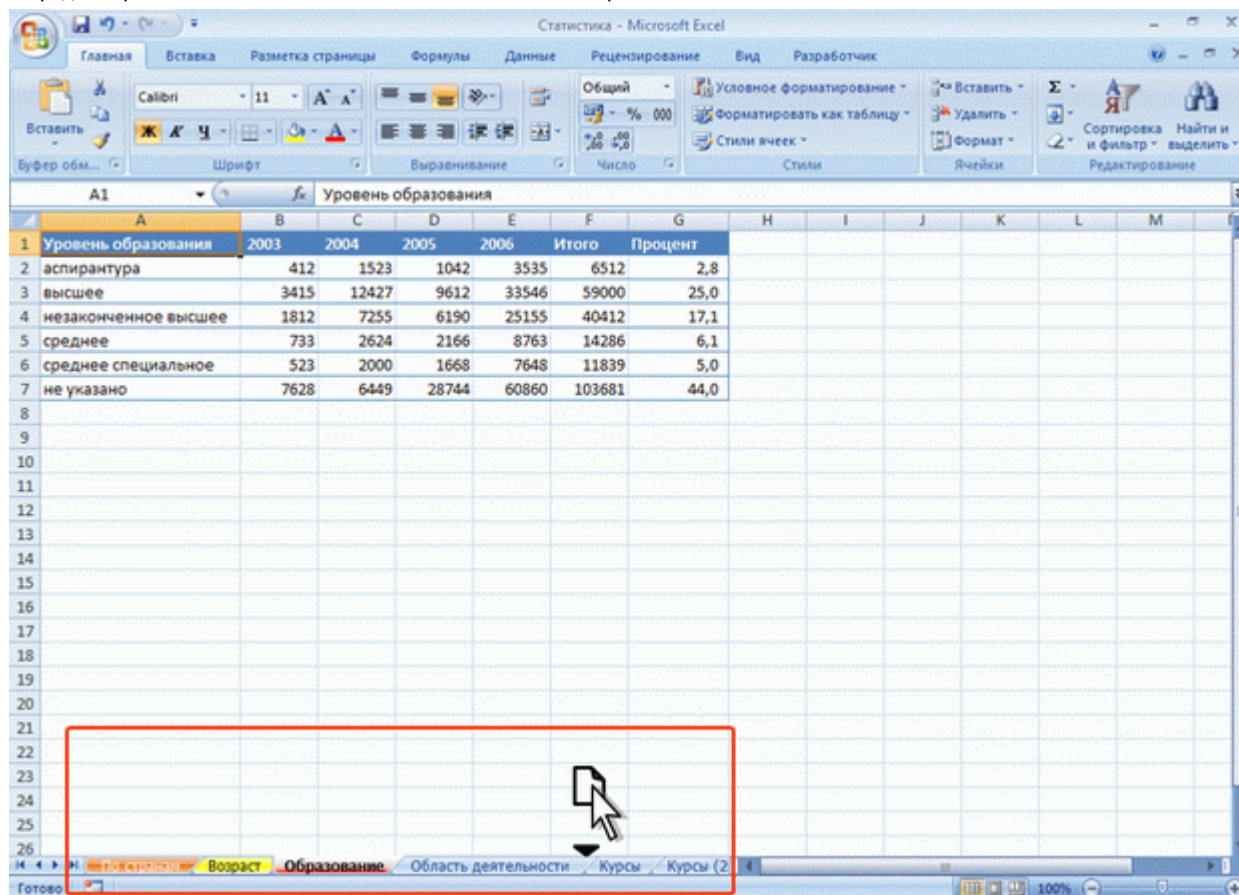 Статистика - Microsoft Excel
Главная Вставка Разметка страницы Формулы Данные Рецензирование Вид Разработчик
Вставить
Calibri 11
Ж К Ч
Общий
% 000
Условное форматирование
Форматировать как таблицу
Стили ячеек
Вставить
Удалить
Формат
Σ
Сортировка и фильтр
Найти и выделить
Буфер обм... Шрифт Выравнивание Число Стили Ячейки Редактирование
A1 fx Уровень образования
A B C D E F G H I J K L M
1 Уровень образования 2003 2004 2005 2006 Итого Процент
2 аспирантура 412 1523 1042 3535 6512 2,8
3 высшее 3415 12427 9612 33546 59000 25,0
4 незаконченное высшее 1812 7255 6190 25155 40412 17,1
5 среднее 733 2624 2166 8763 14286 6,1
6 среднее специальное 523 2000 1668 7648 11839 5,0
7 не указано 7628 6449 28744 60860 103681 44,0
8
9
10
11
12
13
14
15
16
17
18
19
20
21
22
23
24
25
26
По странам Возраст Образование Область деятельности Курсы Курсы (2
Готово 100%